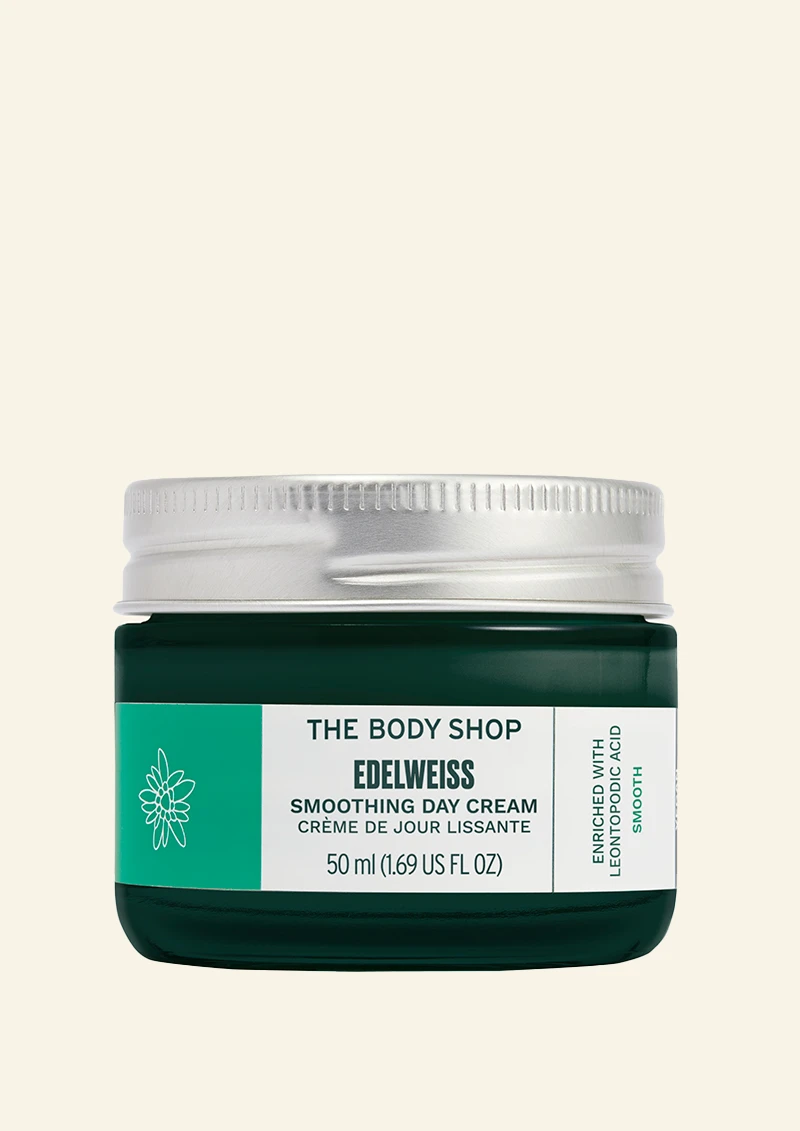 THE BODY SHOP
EDELWEISS
SMOOTHING DAY CREAM
CRÈME DE JOUR LISSANTE
50 ml (1.69 US FL OZ)
ENRICHED WITH
LEONTOPODIC ACID
SMOOTH